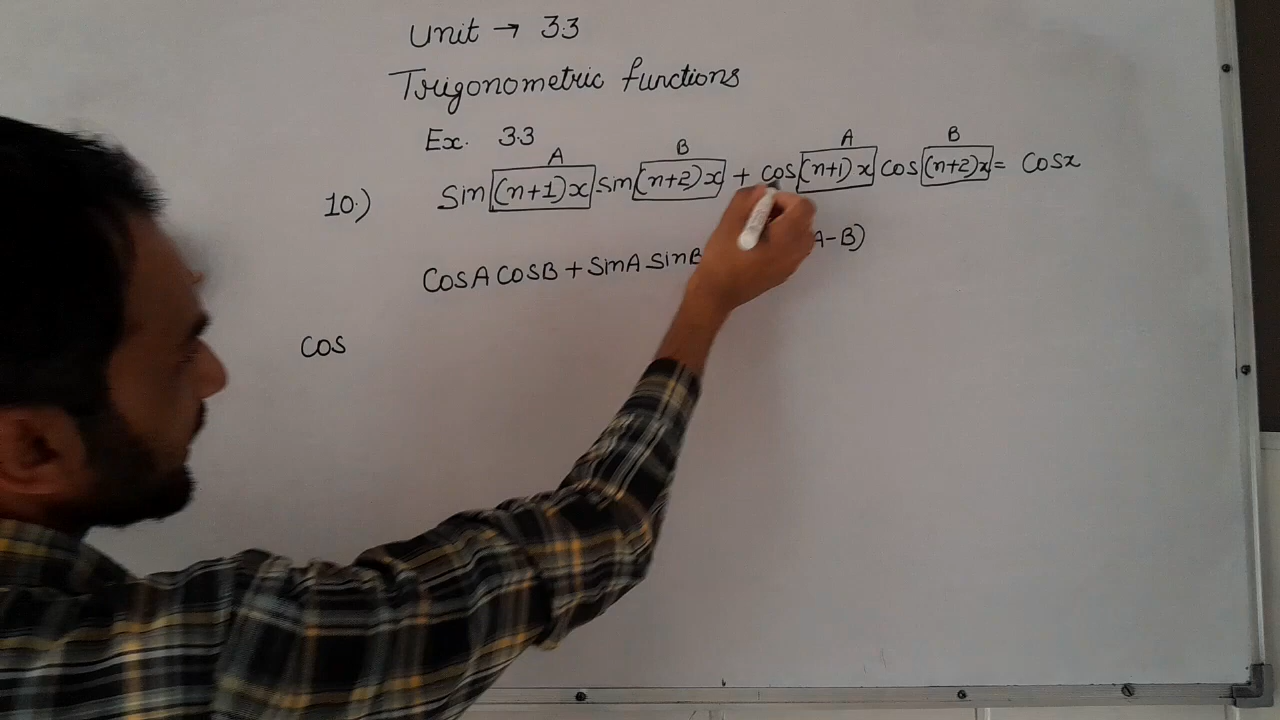 Unit → 3.3
Trigonometric functions
Ex. 3.3
A B A B
10.) Sin (n+1)x sin (n+2)x + cos (n+1)x cos (n+2)x = cosx
CosA cosB + sinA sinB A-B)
cos